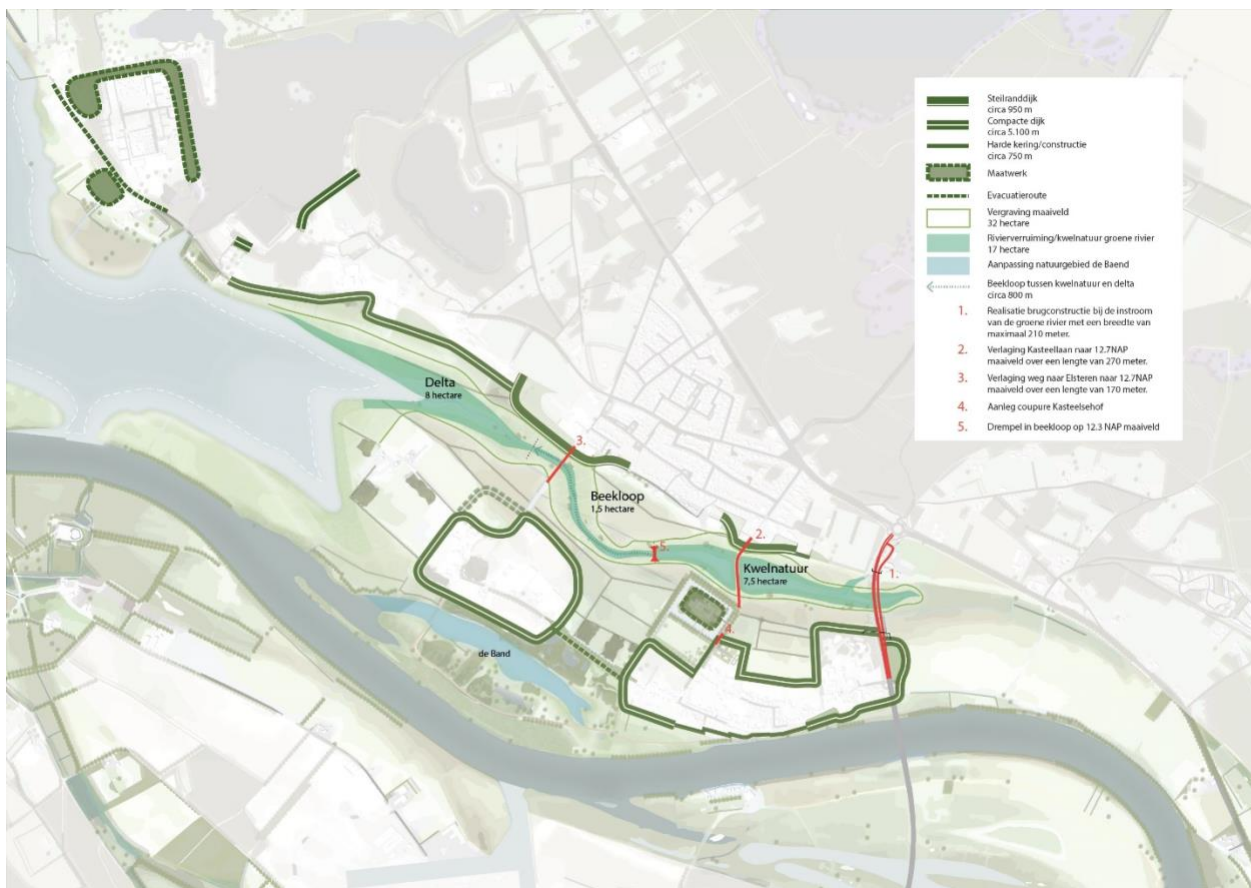 Steilranddijk
circa 950 m
Compacte dijk
circa 5.100 m
Harde kering/constructie
circa 750 m
Maatwerk
Evacuatieroute
Vergraving maaiveld
32 hectare
Rivierverruiming/kwelnatuur groene rivier
17 hectare
Aanpassing natuurgebied de Baend
Beekloop tussen kwelnatuur en delta
circa 800 m
1. Realisatie brugconstructie bij de instroom
van de groene rivier met een breedte van
maximaal 210 meter.
2. Verlaging Kasteellaan naar 12.7NAP
maaiveld over een lengte van 270 meter.
3. Verlaging weg naar Elsteren naar 12.7NAP
maaiveld over een lengte van 170 meter.
4. Aanleg coupure Kasteelsehof
5. Drempel in beekloop op 12.3 NAP maaiveld
Delta
8 hectare
3.
Beekloop
1,5 hectare
2.
5.
Kwelnatuur
7,5 hectare
1.
4.
de Band